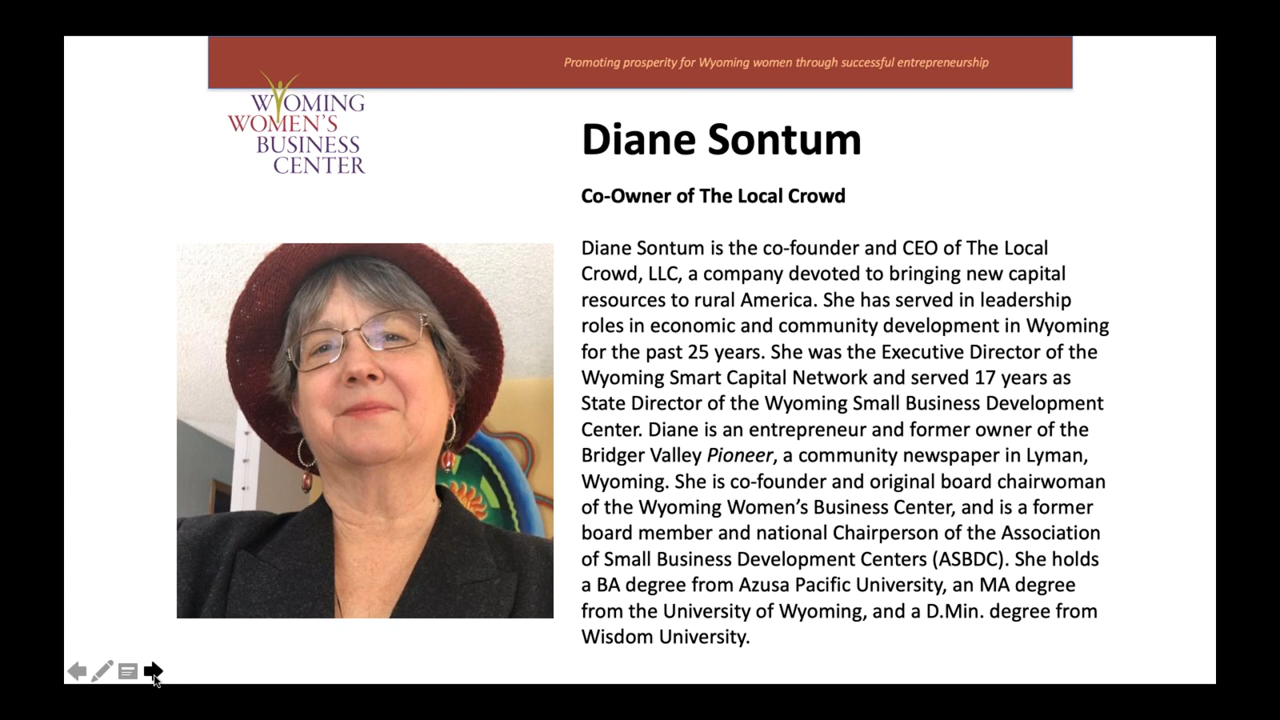 Promoting prosperity for Wyoming women through successful entrepreneurship
WYOMING
WOMEN'S
BUSINESS
CENTER
Diane Sontum
Co-Owner of The Local Crowd
Diane Sontum is the co-founder and CEO of The Local
Crowd, LLC, a company devoted to bringing new capital
resources to rural America. She has served in leadership
roles in economic and community development in Wyoming
for the past 25 years. She was the Executive Director of the
Wyoming Smart Capital Network and served 17 years as
State Director of the Wyoming Small Business Development
Center. Diane is an entrepreneur and former owner of the
Bridger Valley Pioneer, a community newspaper in Lyman,
Wyoming. She is co-founder and original board chairwoman
of the Wyoming Women’s Business Center, and is a former
board member and national Chairperson of the Association
of Small Business Development Centers (ASBDC). She holds
a BA degree from Azusa Pacific University, an MA degree
from the University of Wyoming, and a D.Min. degree from
Wisdom University.